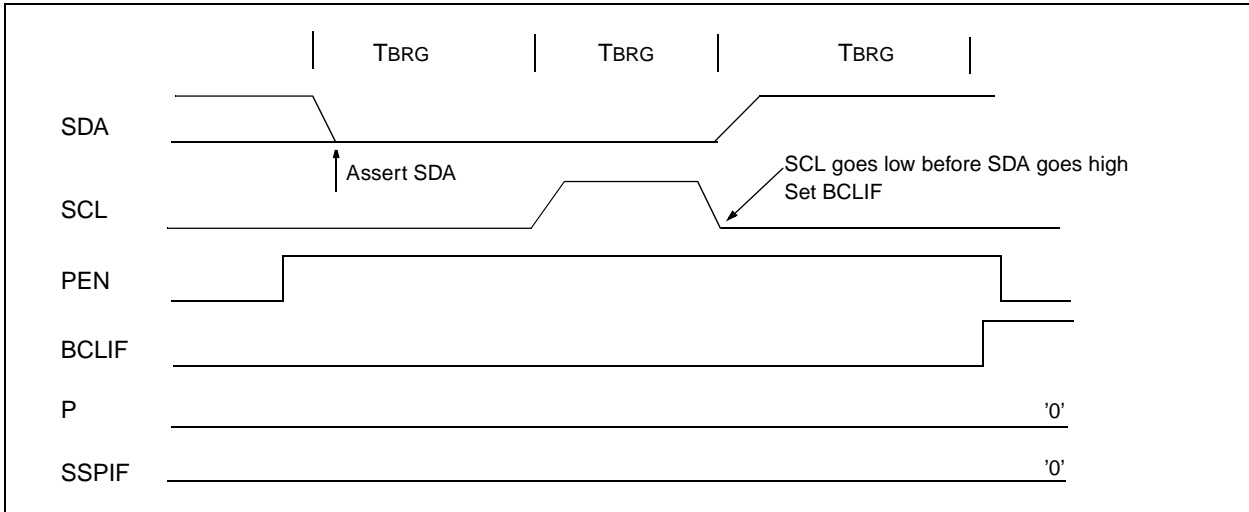 TBRG TBRG TBRG
SDA
Assert SDA
SCL goes low before SDA goes high
Set BCLIF
SCL
PEN
BCLIF
P
'0'
SSPIF
'0'